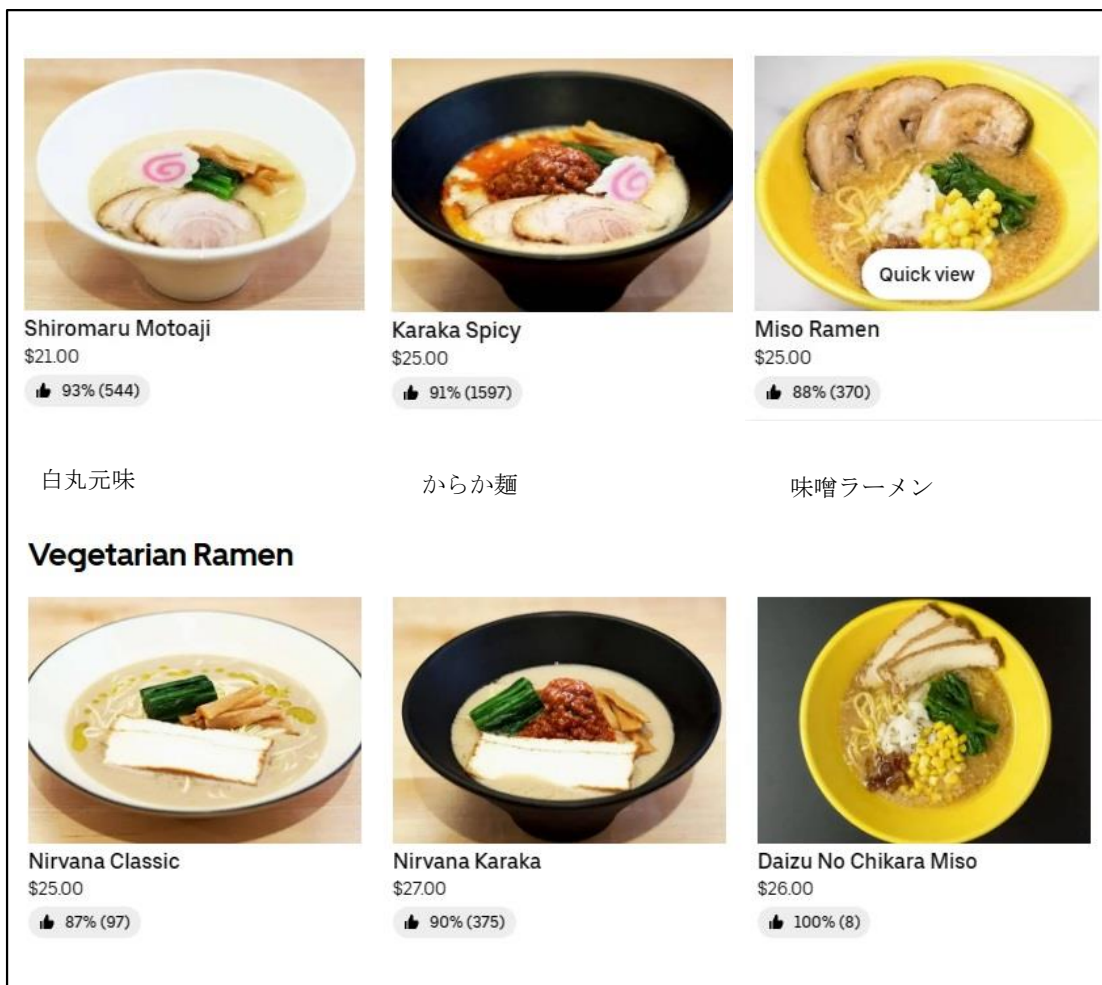 Shiromaru Motoaji
$21.00
93% (544)
Karaka Spicy
$25.00
91% (1597)
Quick view
Miso Ramen
$25.00
88% (370)
白丸元味
からか麺
味噌ラーメン
Vegetarian Ramen
Nirvana Classic
$25.00
87% (97)
Nirvana Karaka
$27.00
90% (375)
Daizu No Chikara Miso
$26.00
100% (8)